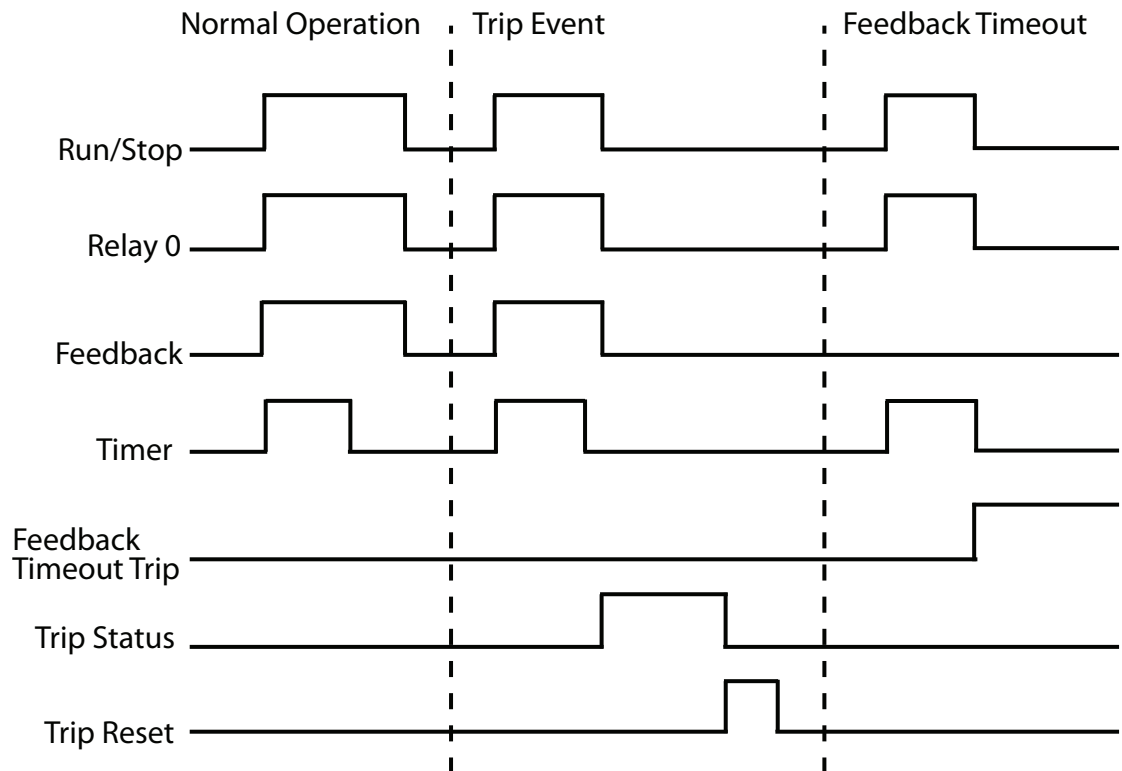 Normal Operation
Trip Event
Feedback Timeout
Run/Stop
Relay 0
Feedback
Timer
Feedback
Timeout Trip
Trip Status
Trip Reset